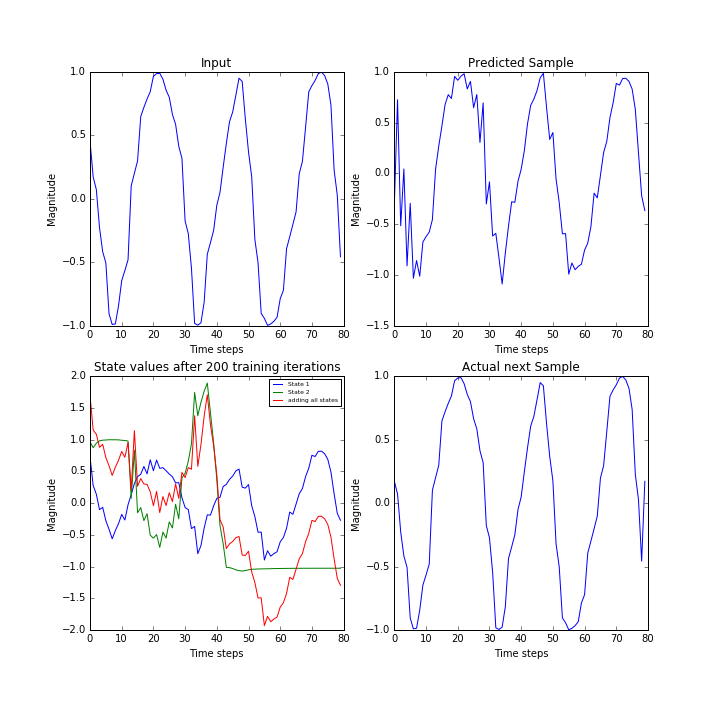 Input
1.0
0.5
0.0
−0.5
−1.0
Magnitude
0 10 20 30 40 50 60 70 80
Time steps
Predicted Sample
1.0
0.5
0.0
−0.5
−1.0
−1.5
Magnitude
0 10 20 30 40 50 60 70 80
Time steps
State values after 200 training iterations
2.0
1.5
1.0
0.5
0.0
−0.5
−1.0
−1.5
−2.0
Magnitude
State 1
State 2
adding all states
0 10 20 30 40 50 60 70 80
Time steps
Actual next Sample
1.0
0.5
0.0
−0.5
−1.0
Magnitude
0 10 20 30 40 50 60 70 80
Time steps